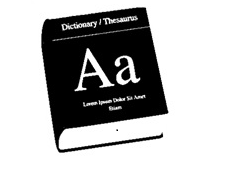 Dictionary / Thesaurus
Aa
Lorem Ipsum Dolor Sit Amet
Etiam